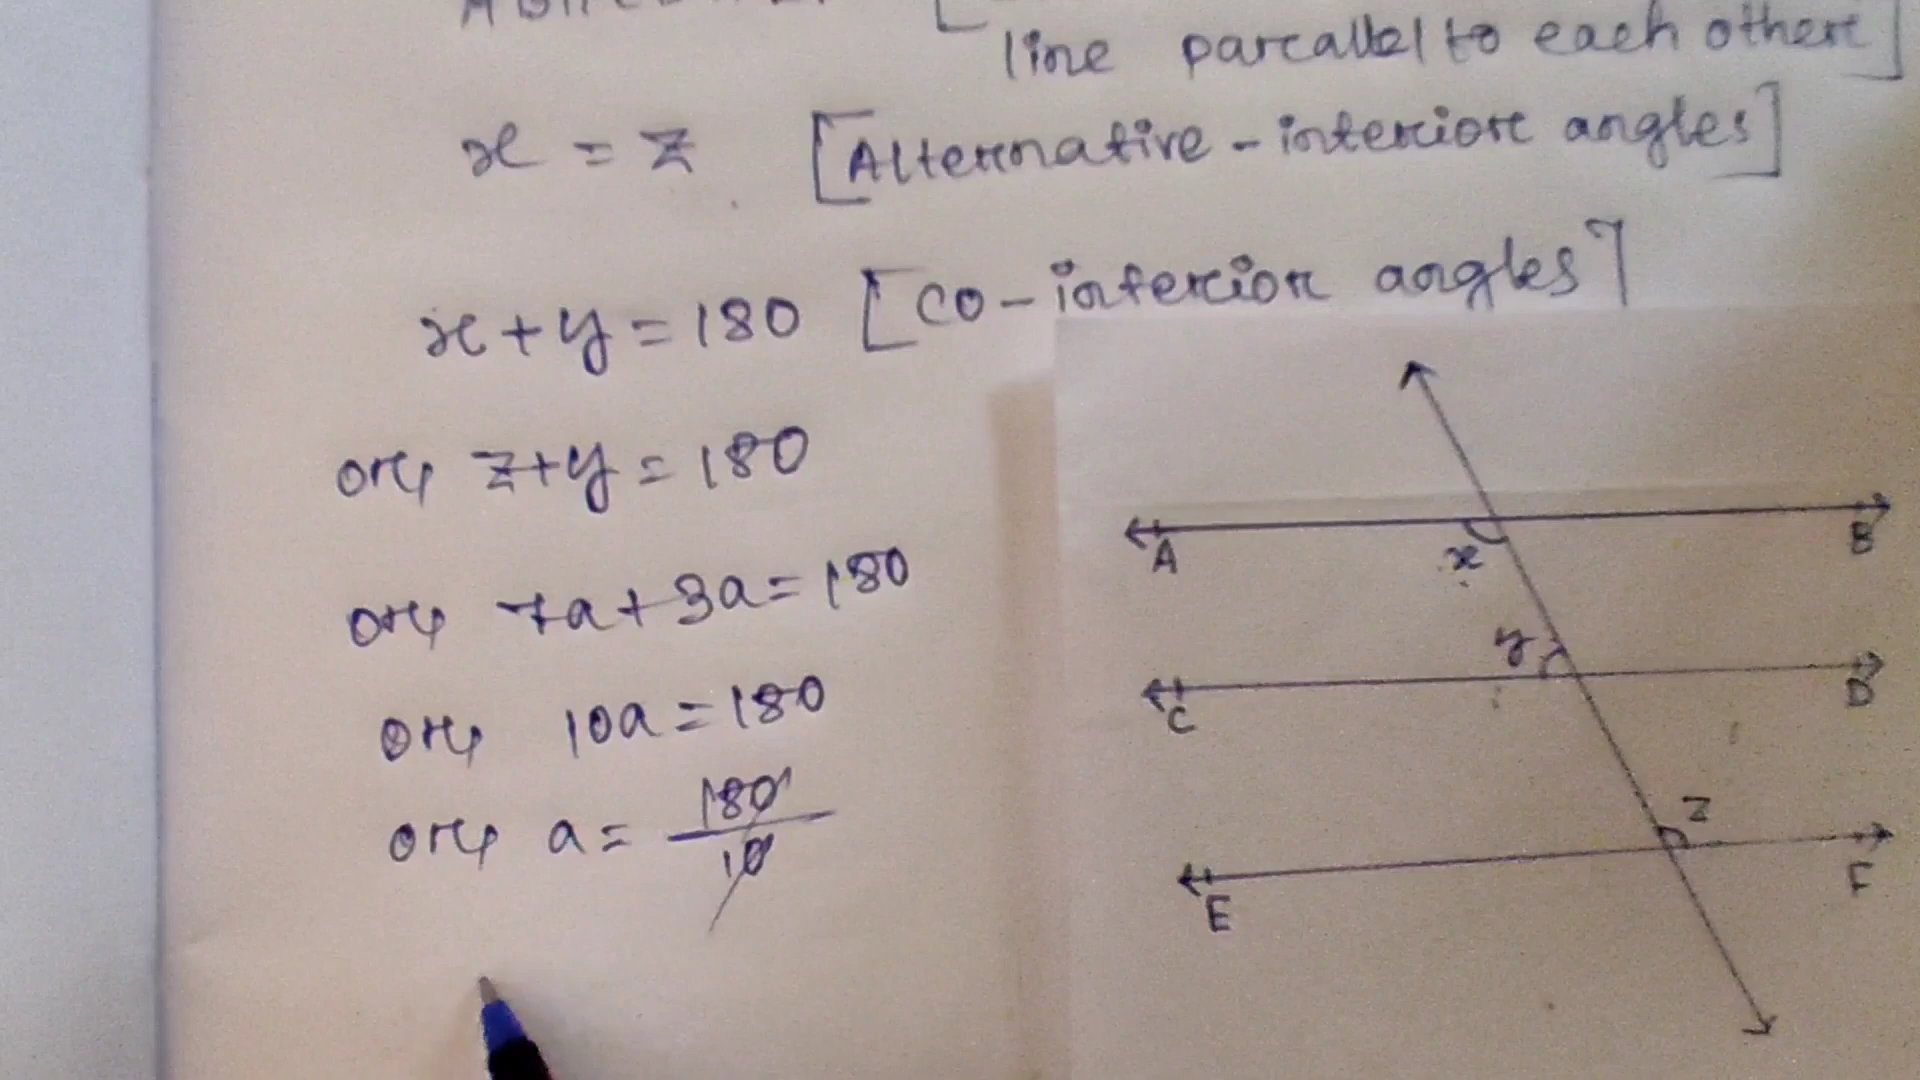 line parallel to each other]
x = z [Alternative - interior angles]
x + y = 180 [co - interior angles]
or, z + y = 180
or, 7a + 3a = 180
or, 10a = 180
or, a = 180/10
A
B
x
y
C
D
z
E
F